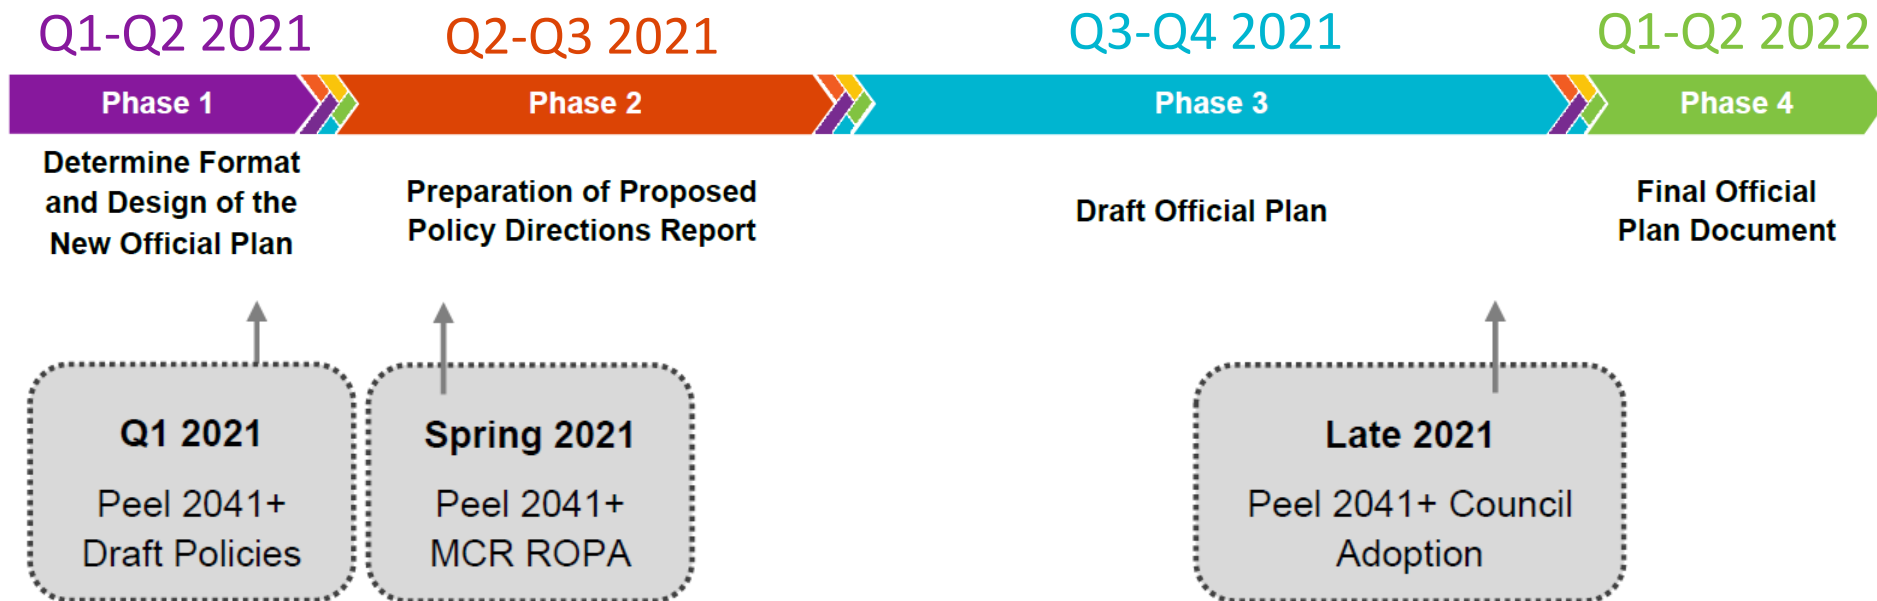 Q1-Q2 2021
Q2-Q3 2021
Q3-Q4 2021
Q1-Q2 2022
Phase 1
Phase 2
Phase 3
Phase 4
Determine Format
and Design of the
New Official Plan
Preparation of Proposed
Policy Directions Report
Draft Official Plan
Final Official
Plan Document
Q1 2021
Peel 2041+
Draft Policies
Spring 2021
Peel 2041+
MCR ROPA
Late 2021
Peel 2041+ Council
Adoption